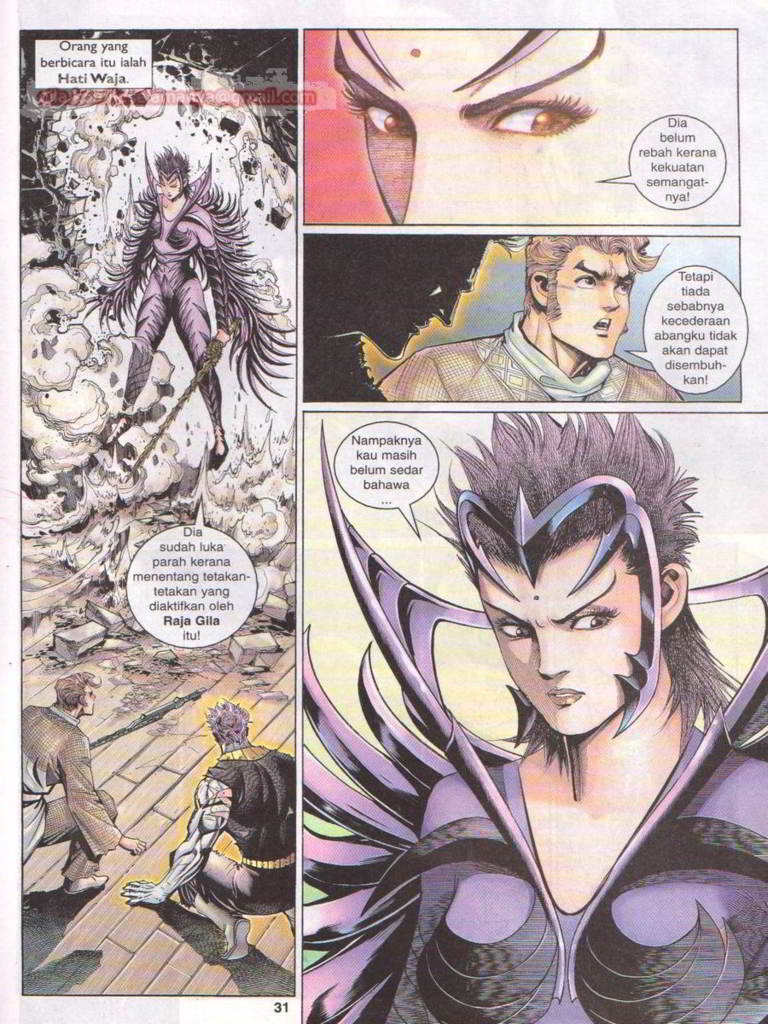 Orang yang
berbicara itu ialah
Hati Waja.
Dia
sudah luka
parah kerana
menentang tetakan-
tetakan yang
diaktifkan oleh
Raja Gila
itu!
Dia
belum
rebah kerana
kekuatan
semangat-
nya!
Tetapi
tiada
sebabnya
kecederaan
abangku tidak
akan dapat
disembuh-
kan!
Nampaknya
kau masih
belum sedar
bahawa
...
31